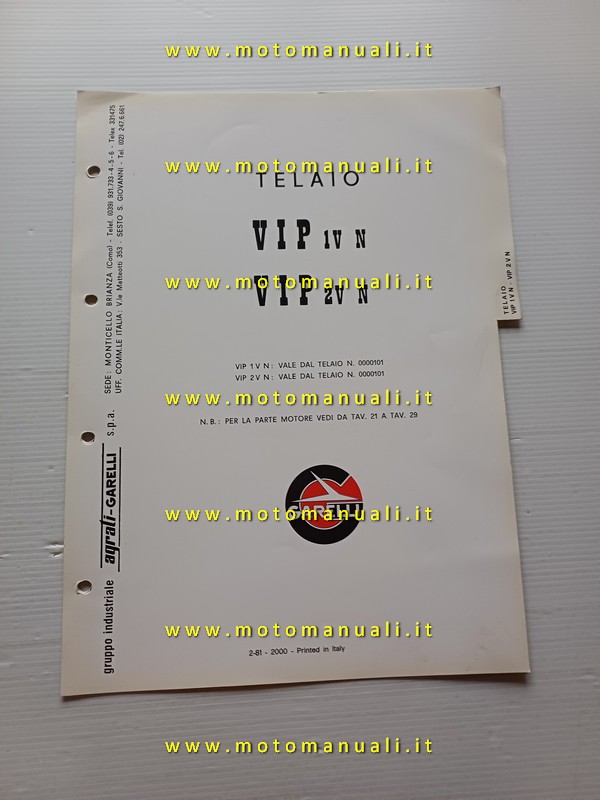 www.motomanuali.it
www.motomanuali.it
TELAIO
VIP 1V N
www.motomanuali.it
VIP 2V N
VIP 1 V N : VALE DAL TELAIO N. 0000101
VIP 2 V N : VALE DAL TELAIO N. 0000101
www.motomanuali.it
N.B.: PER LA PARTE MOTORE VEDI DA TAV. 21 A TAV. 29
GARELLI
www.motomanuali.it
www.motomanuali.it
2-81 - 2000 - Printed in Italy
www.motomanuali.it
gruppo industriale agrati-GARELLI s.p.a.
SEDE: MONTICELLO BRIANZA (Como) - Telef. (039) 931.733-4-5-6 - Telex 331475
UFF. COMM.LE ITALIA: V.le Matteotti 353 - SESTO S. GIOVANNI - Tel. (02) 247.6.661
TELAIO
VIP 1 V N - VIP 2 V N